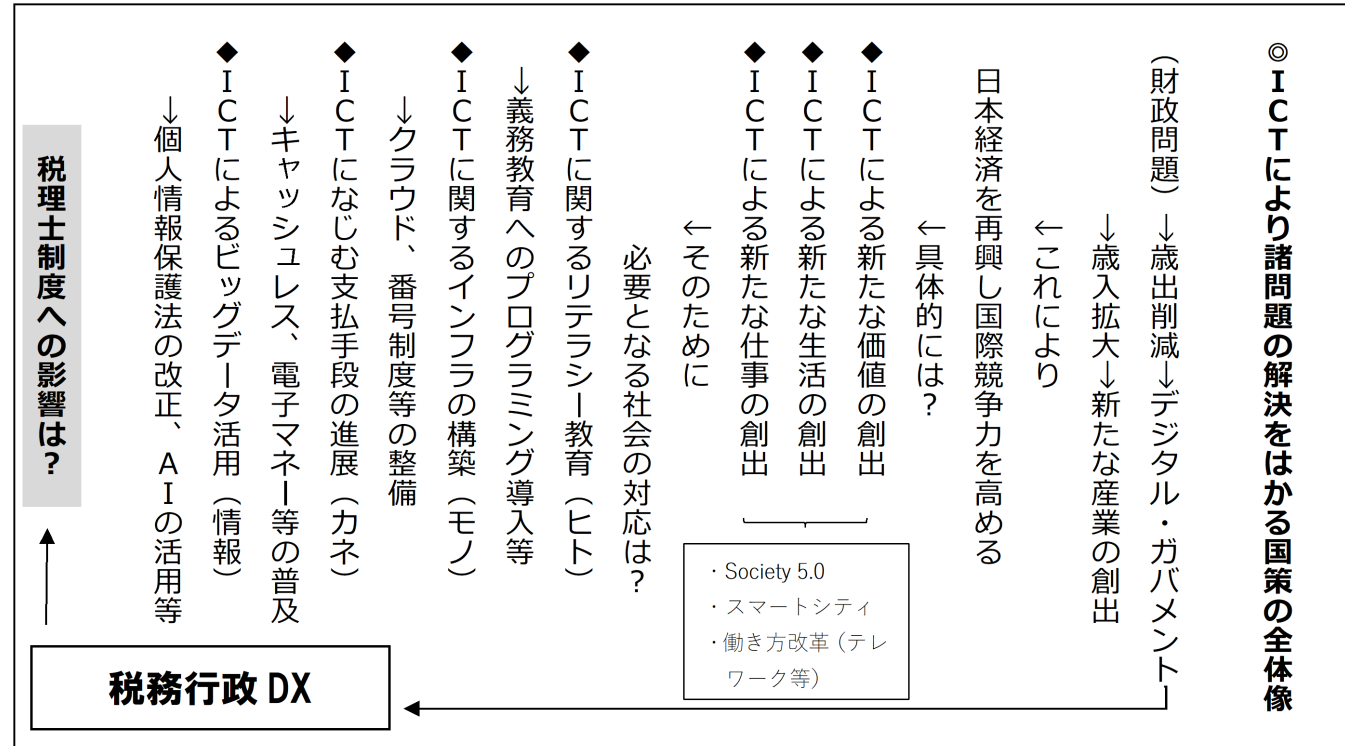 ◎ICTにより諸問題の解決をはかる国策の全体像
(財政問題)→歳出削減→デジタル・ガバメント
→歳入拡大→新たな産業の創出
←これにより
日本経済を再興し国際競争力を高める
←具体的には？
◆ICTによる新たな価値の創出
◆ICTによる新たな生活の創出
◆ICTによる新たな仕事の創出
・Society 5.0
・スマートシティ
・働き方改革（テレ
ワーク等）
←そのために
必要となる社会の対応は？
◆ICTに関するリテラシー教育（ヒト）
→義務教育へのプログラミング導入等
◆ICTに関するインフラの構築（モノ）
→クラウド、番号制度等の整備
◆ICTになじむ支払手段の進展（カネ）
→キャッシュレス、電子マネー等の普及
◆ICTによるビッグデータ活用（情報）
→個人情報保護法の改正、AIの活用等
税務行政 DX
税理士制度への影響は？